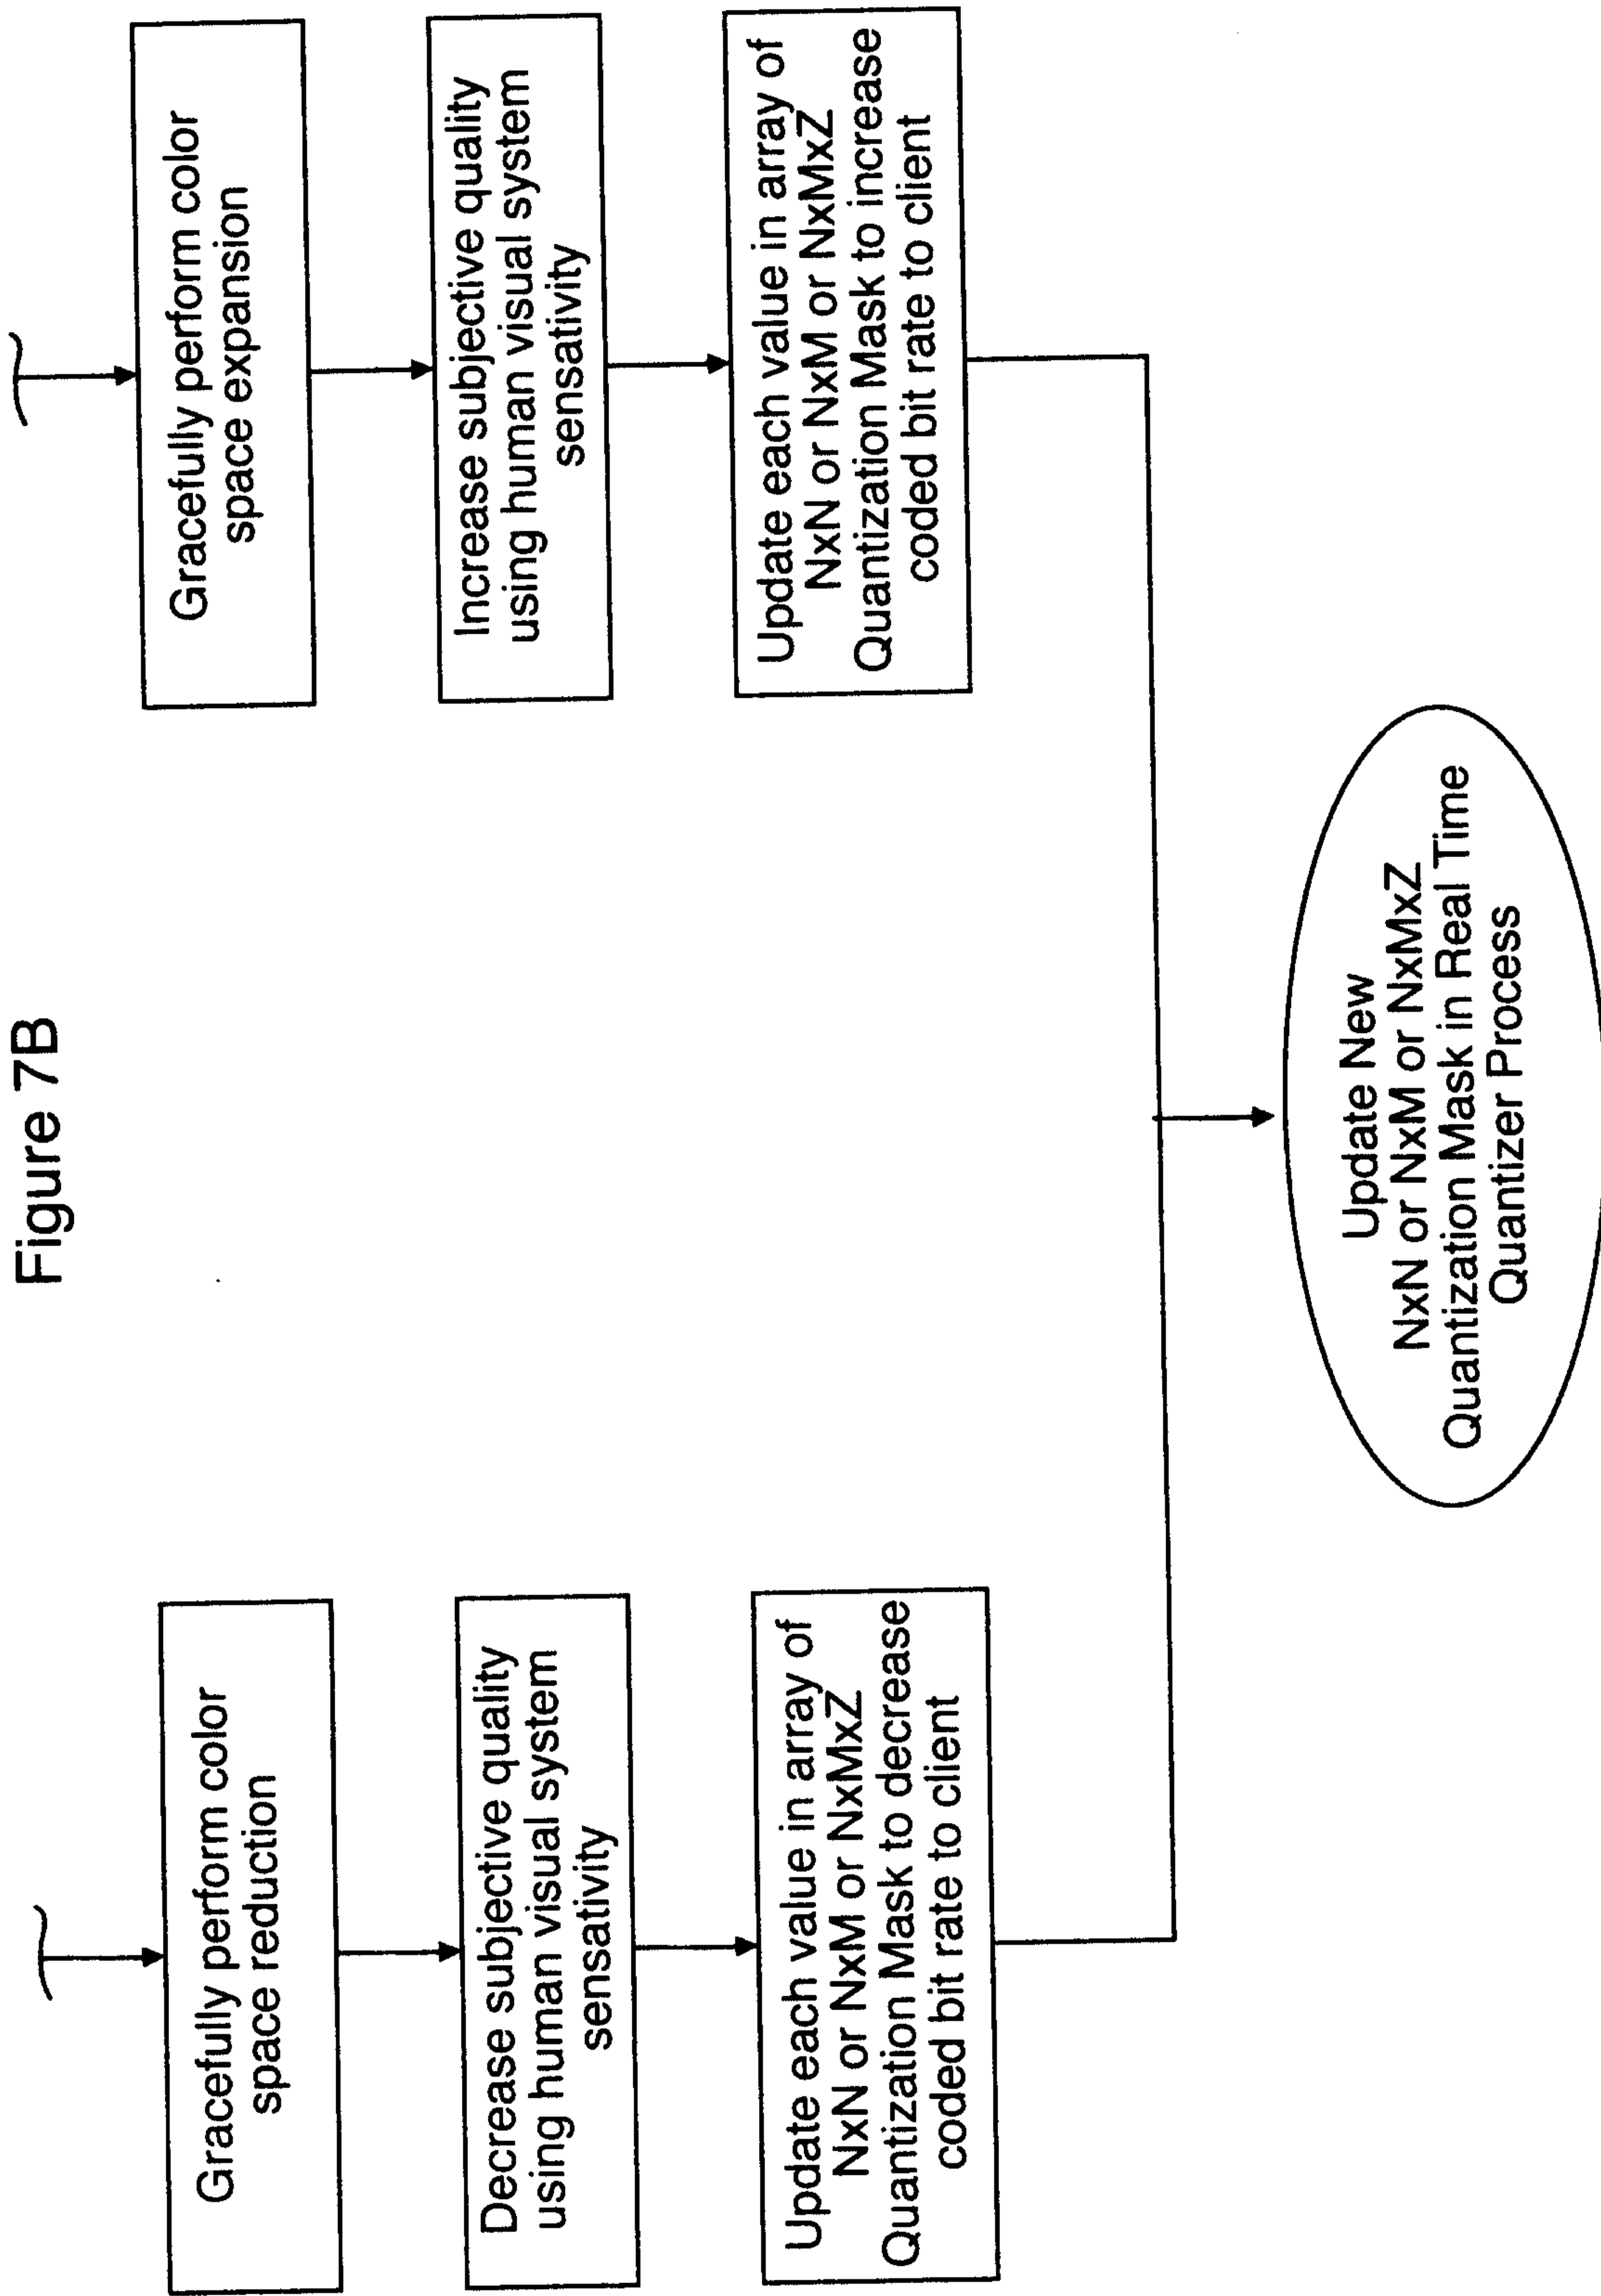 Figure 7B
Gracefully perform color
space reduction
Decrease subjective quality
using human visual system
sensativity
Update each value in array of
NxN or NxM or NxMxZ
Quantization Mask to decrease
coded bit rate to client
Gracefully perform color
space expansion
Increase subjective quality
using human visual system
sensativity
Update each value in array of
NxN or NxM or NxMxZ
Quantization Mask to increase
coded bit rate to client
Update New
NxN or NxM or NxMxZ
Quantization Mask in Real Time
Quantizer Process